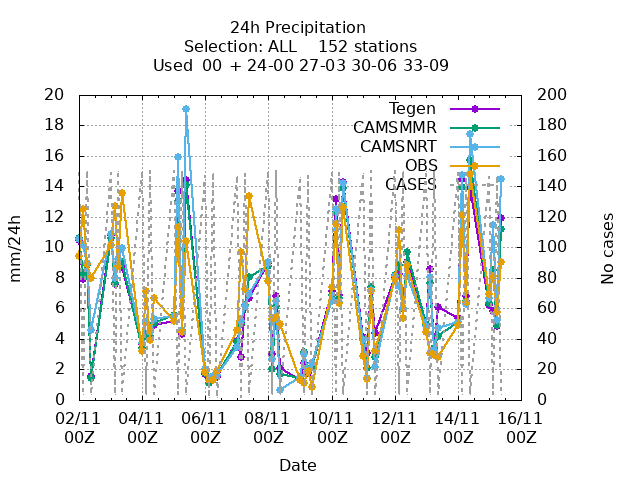 24h Precipitation
Selection: ALL 152 stations
Used 00 + 24-00 27-03 30-06 33-09
20 200
18 180
16 160
14 140
12 120
10 100
8 80
6 60
4 40
2 20
0 0
mm/24h
No cases
Tegen
CAMSMMR
CAMSNRT
OBS
CASES
02/11 04/11 06/11 08/11 10/11 12/11 14/11 16/11
00Z 00Z 00Z 00Z 00Z 00Z 00Z 00Z
Date